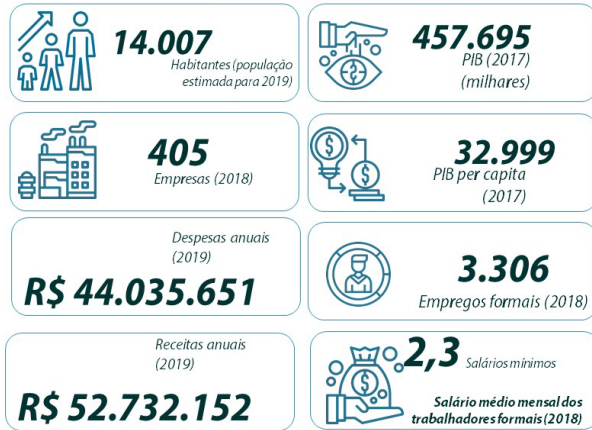 14.007
Habitantes (população
estimada para 2019)
457.695
PIB (2017)
(milhares)
405
Empresas (2018)
32.999
PIB per capita
(2017)
Despesas anuais
(2019)
R$ 44.035.651
3.306
Empregos formais (2018)
Receitas anuais
(2019)
R$ 52.732.152
2,3 Salários mínimos
Salário médio mensal dos
trabalhadores formais (2018)